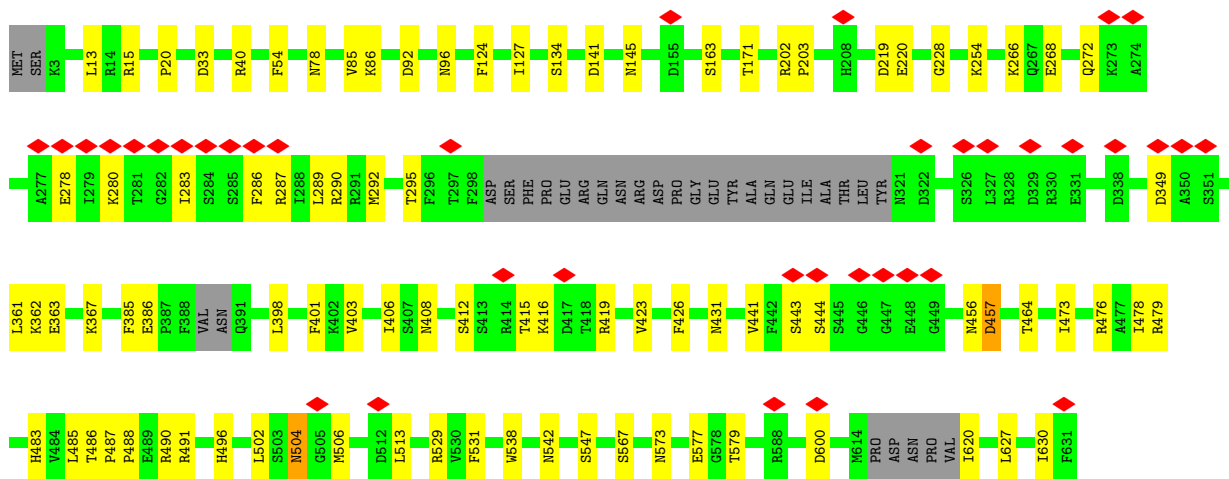 MET SER K3 L13 R14 R15 P20 D33 R40 F54 N78 V85 K86 D92 N96 F124 I127 S134 D141 N145 D155 S163 T171 R202 P203 H208 D219 E220 G228 K254 K266 Q267 E268 Q272 K273 A274
A277 E278 I279 K280 T281 G282 I283 S284 S285 F286 R287 I288 L289 R290 R291 M292 T295 F296 T297 F298 ASP SER PHE PRO GLU ARG GLN ASN ARG ASP PRO GLY GLU TYR ALA GLN GLU ILE ALA THR LEU TYR N321 D322 S326 L327 R328 D329 R330 E331 D338 D349 A350 S351
L361 K362 E363 K367 F385 E386 P387 F388 VAL ASN Q391 L398 F401 K402 V403 I406 S407 N408 S412 S413 R414 T415 K416 D417 T418 R419 V423 F426 N431 V441 F442 S443 S444 S445 G446 G447 E448 G449 N456 D457 T464 I473 R476 A477 I478 R479
H483 V484 L485 T486 P487 P488 E489 R490 R491 H496 L502 S503 N504 G505 M506 D512 L513 R529 V530 F531 W538 N542 S547 S567 N573 E577 G578 T579 R588 D600 M614 PRO ASP ASN PRO VAL I620 L627 I630 F631